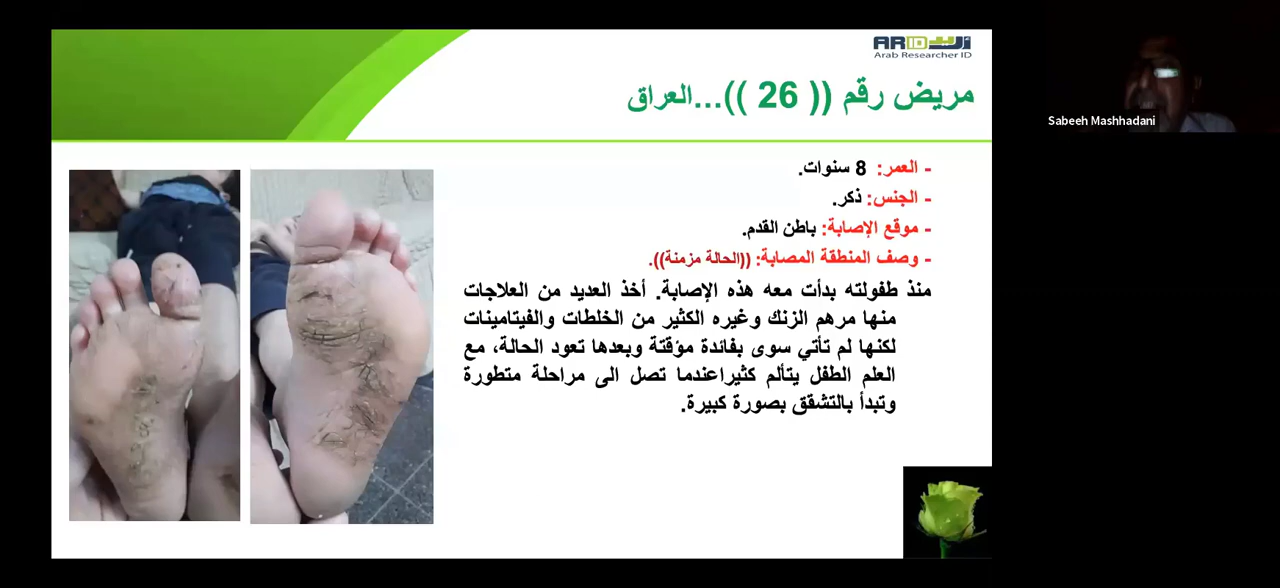 ARID أريد
Arab Researcher ID
مريض رقم (( 26 ))...العراق
Sabeeh Mashhadani
- العمر: 8 سنوات.
- الجنس: ذكر.
- موقع الإصابة: باطن القدم.
- وصف المنطقة المصابة: ((الحالة مزمنة)).
منذ طفولته بدأت معه هذه الإصابة. أخذ العديد من العلاجات
منها مرهم الزنك وغيره الكثير من الخلطات والفيتامينات
لكنها لم تأتي سوى بفائدة مؤقتة وبعدها تعود الحالة، مع
العلم الطفل يتألم كثيراعندما تصل الى مراحلة متطورة
وتبدأ بالتشقق بصورة كبيرة.